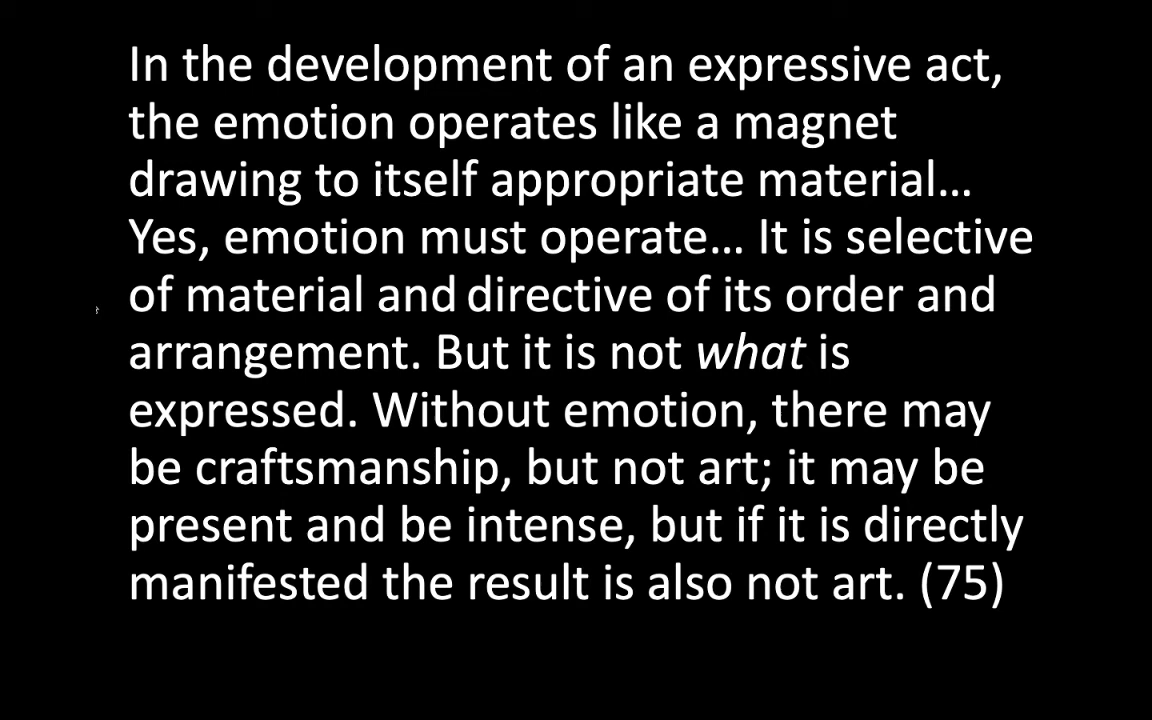 In the development of an expressive act,
the emotion operates like a magnet
drawing to itself appropriate material…
Yes, emotion must operate… It is selective
of material and directive of its order and
arrangement. But it is not what is
expressed. Without emotion, there may
be craftsmanship, but not art; it may be
present and be intense, but if it is directly
manifested the result is also not art. (75)